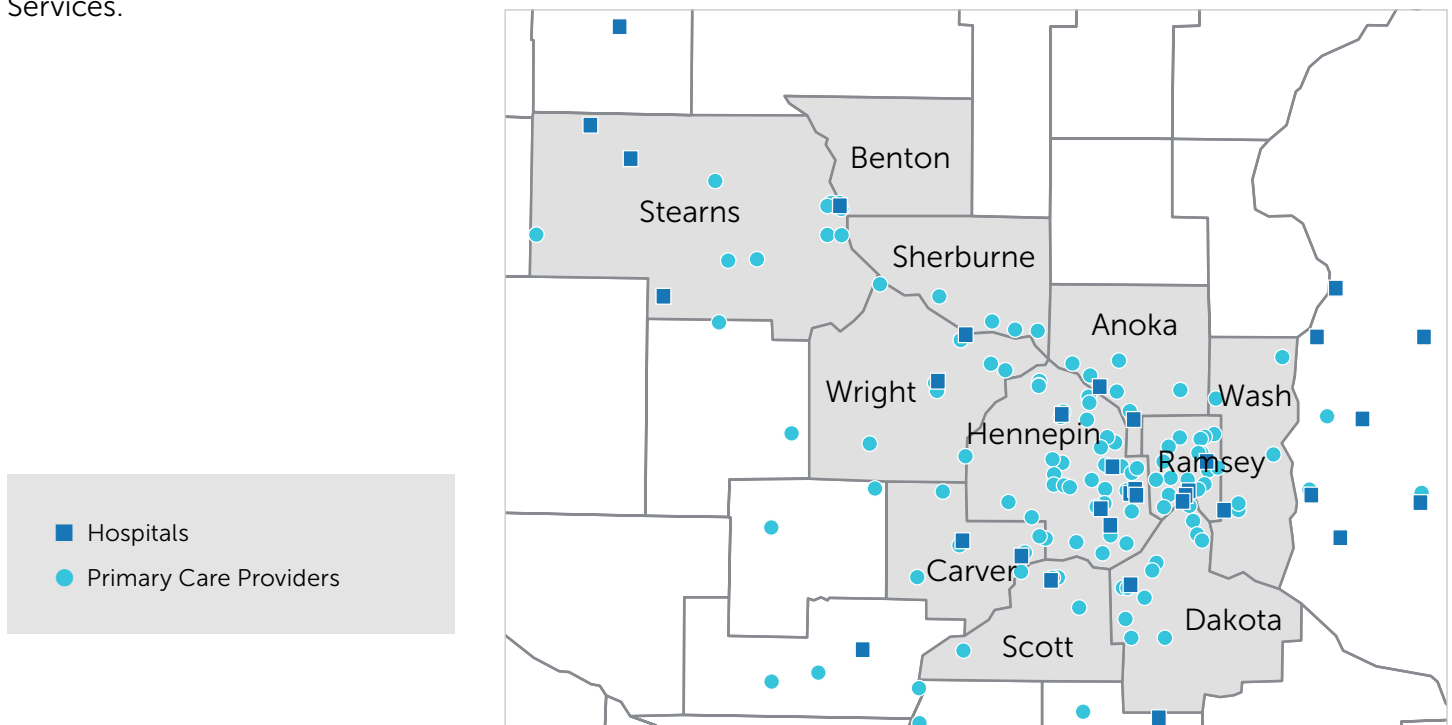 Services.
Benton
Stearns
Sherburne
Anoka
Wright
Wash
Hennepin
Ramsey
Hospitals
Primary Care Providers
Carver
Dakota
Scott